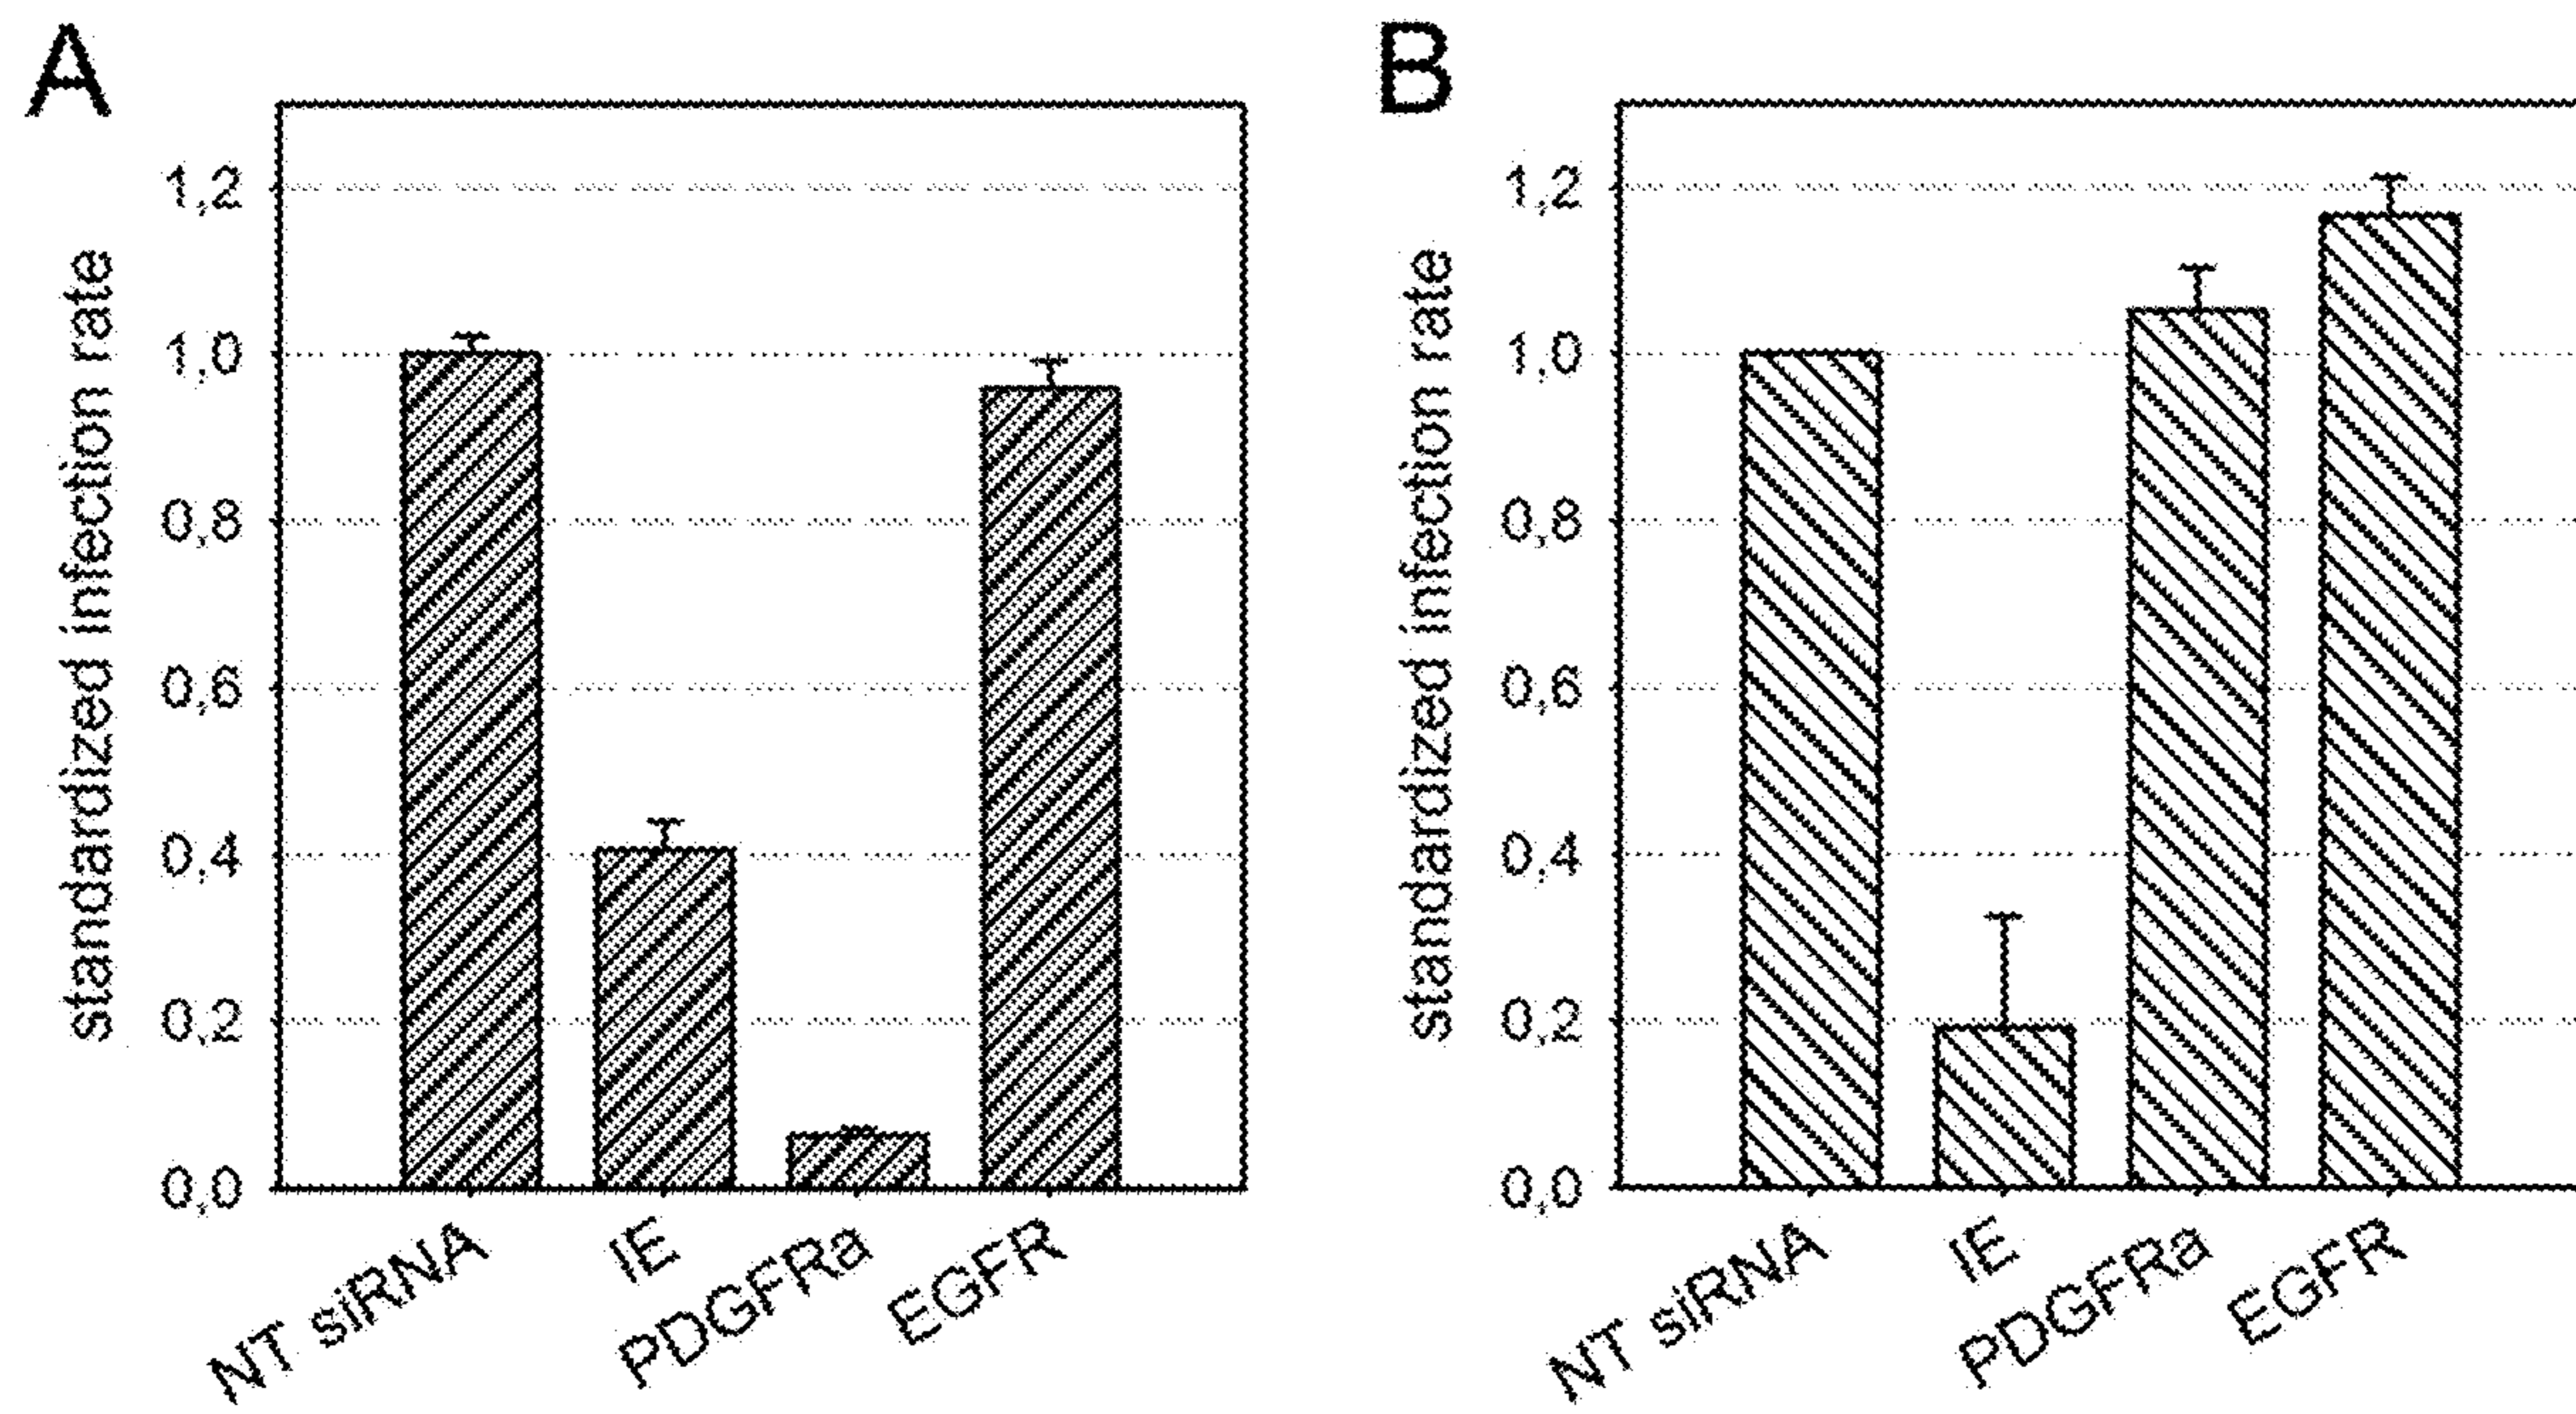 A
standardized infection rate
1,2
1,0
0,8
0,6
0,4
0,2
0,0
NT siRNA
IE
PDGFRa
EGFR
B
standardized infection rate
1,2
1,0
0,8
0,6
0,4
0,2
0,0
NT siRNA
IE
PDGFRa
EGFR